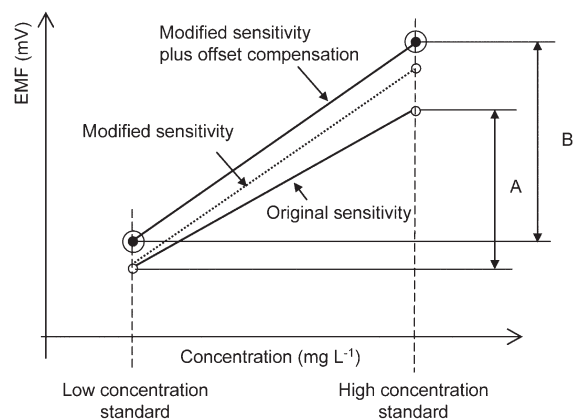 Modified sensitivity
plus offset compensation
EMF (mV)
Modified sensitivity
B
A
Original sensitivity
Concentration (mg L⁻¹)
Low concentration
standard
High concentration
standard